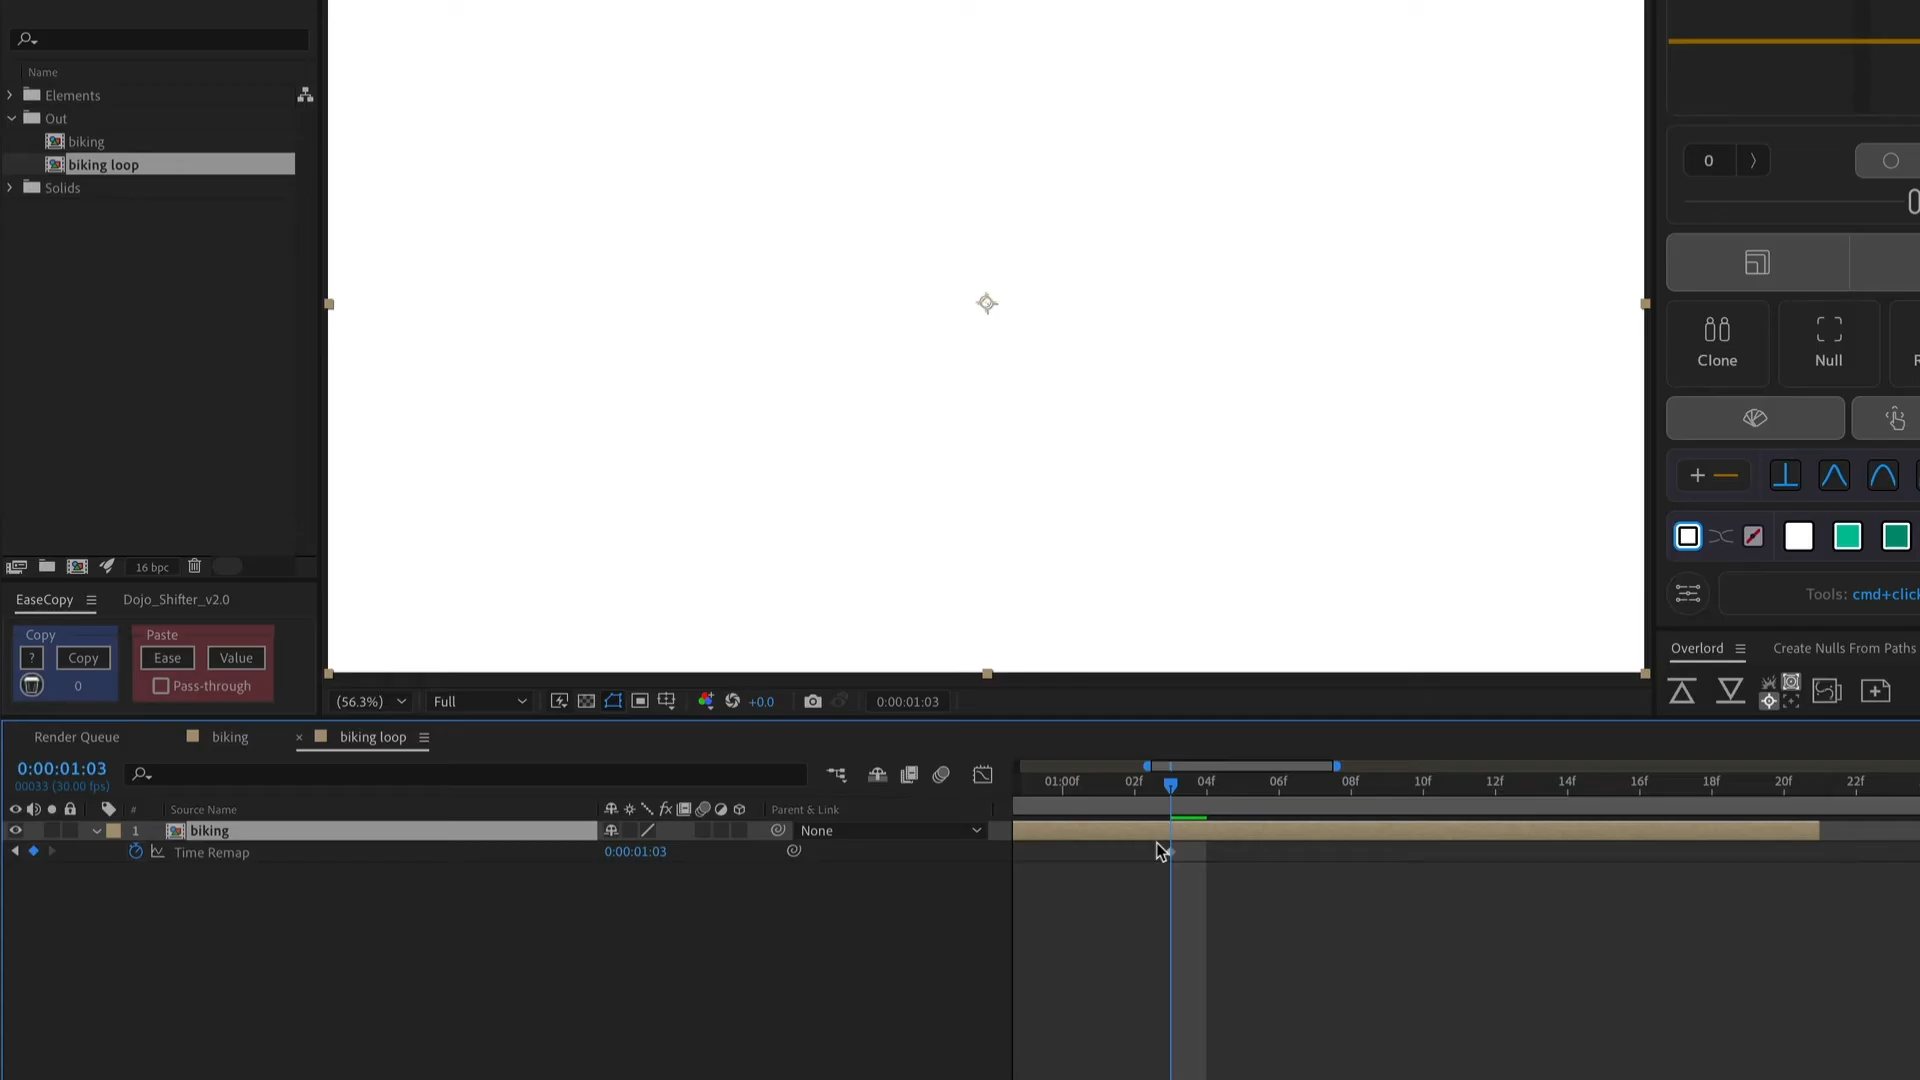 Name
Elements
Out
biking
biking loop
Solids
16 bpc
EaseCopy
Dojo_Shifter_v2.0
Copy
Paste
?
Copy
Ease
Value
0
Pass-through
(56.3%)
Full
+0.0
0:00:01:03
0
Clone
Null
Tools: cmd+click
Overlord
Create Nulls From Paths
Render Queue
biking
biking loop
0:00:01:03
00033 (30.00 fps)
# Source Name
fx
Parent & Link
01:00f 02f 04f 06f 08f 10f 12f 14f 16f 18f 20f 22f
1 biking
None
Time Remap
0:00:01:03